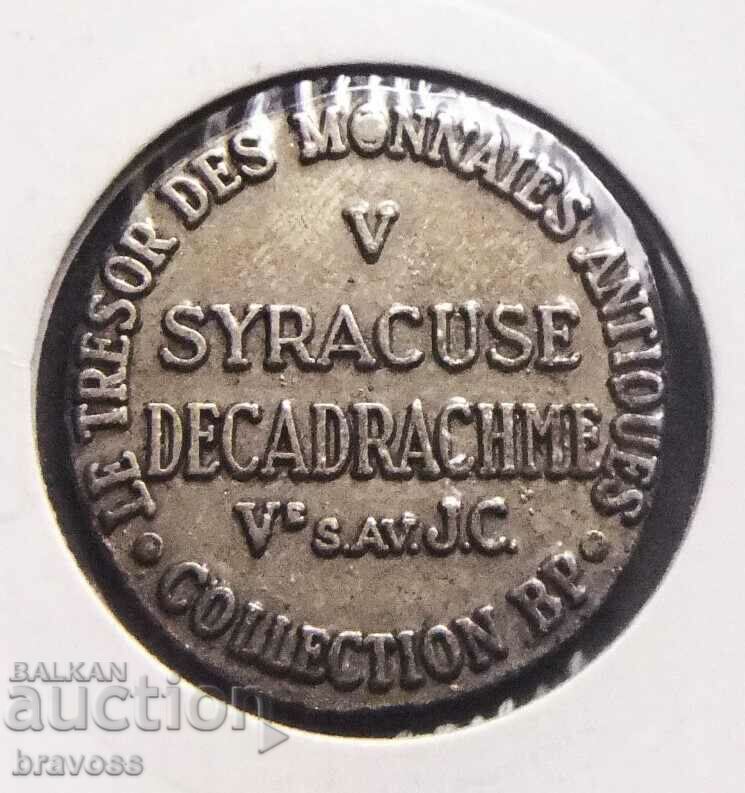 • LE TRESOR DES MONNAIES ANTIQUES •
V
SYRACUSE
DECADRACHME
Ve S.AV.J.C.
COLLECTION BP
BALKAN
auction
bravoss